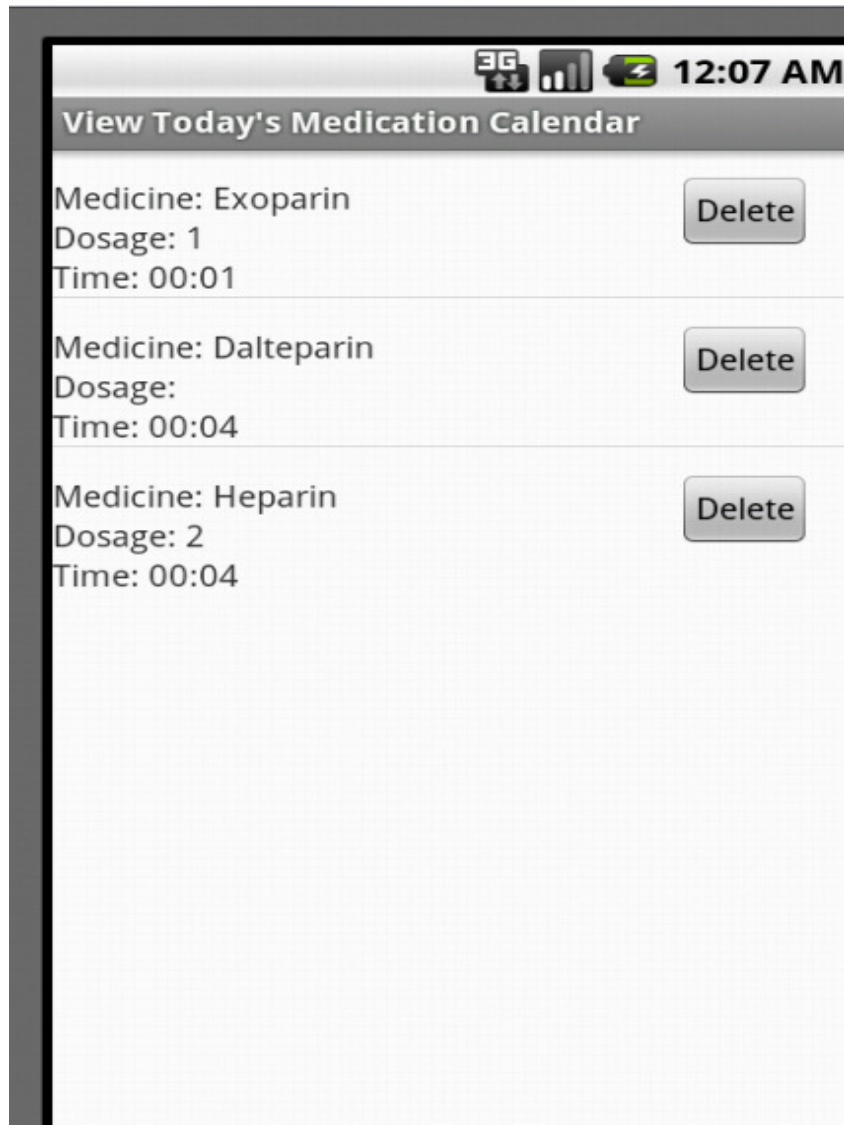 3G 12:07 AM
View Today's Medication Calendar
Medicine: Exoparin
Delete
Dosage: 1
Time: 00:01
Medicine: Dalteparin
Delete
Dosage:
Time: 00:04
Medicine: Heparin
Delete
Dosage: 2
Time: 00:04